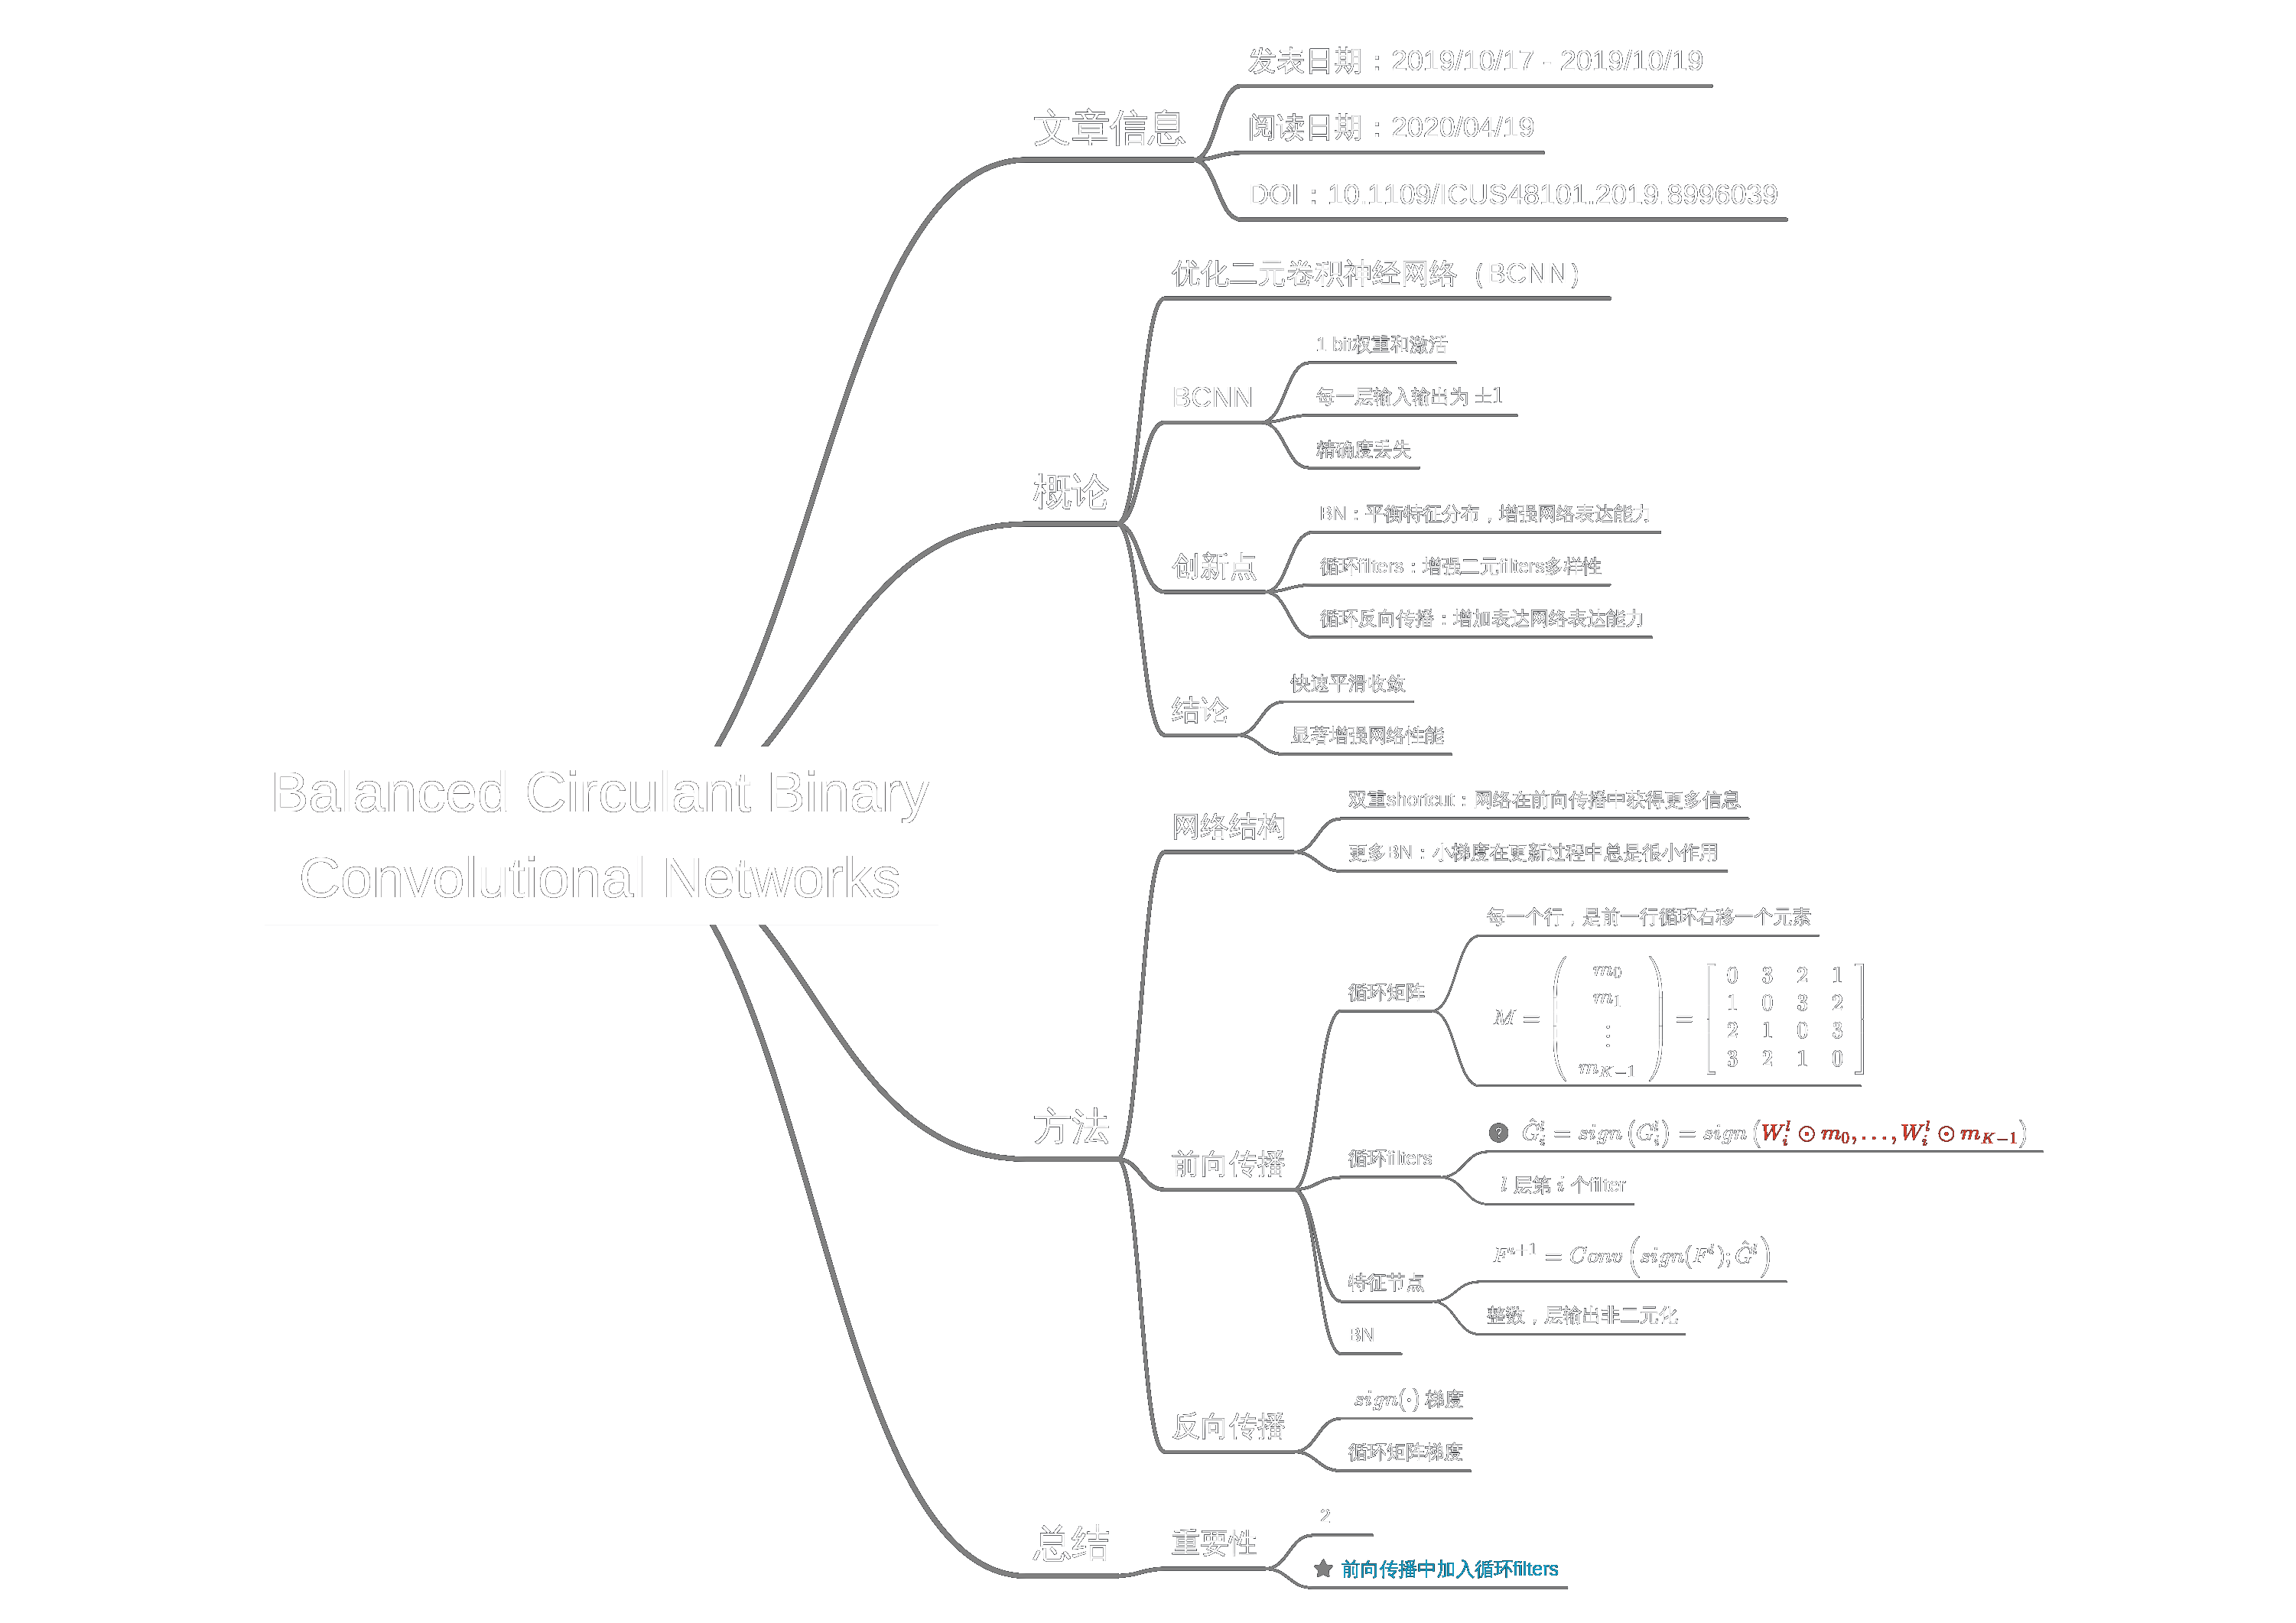 发表日期：2019/10/17 - 2019/10/19
文章信息
阅读日期：2020/04/19
DOI：10.1109/ICUS48101.2019.8996039
优化二元卷积神经网络（BCNN）
1 bit权重和激活
BCNN
每一层输入输出为 ±1
精确度丢失
概论
BN：平衡特征分布，增强网络表达能力
创新点
循环filters：增强二元filters多样性
循环反向传播：增加表达网络表达能力
快速平滑收敛
结论
显著增强网络性能
Balanced Circulant Binary
Convolutional Networks
双重shortcut：网络在前向传播中获得更多信息
网络结构
更多BN：小梯度在更新过程中总是很小作用
每一个行，是前一行循环右移一个元素
循环矩阵
M = ( m_0 m_1 ⋮ m_{K-1} ) = [ 0 3 2 1
1 0 3 2
2 1 0 3
3 2 1 0 ]
方法
前向传播
? Ĝ_i^l = sign (G_i^l) = sign (W_i^l ⊙ m_0, . . . , W_i^l ⊙ m_{K-1})
循环filters
l 层第 i 个filter
F^{l+1} = Conv (sign(F^l); Ĝ^l)
特征节点
整数，层输出非二元化
BN
sign(·) 梯度
反向传播
循环矩阵梯度
总结
重要性
2
前向传播中加入循环filters